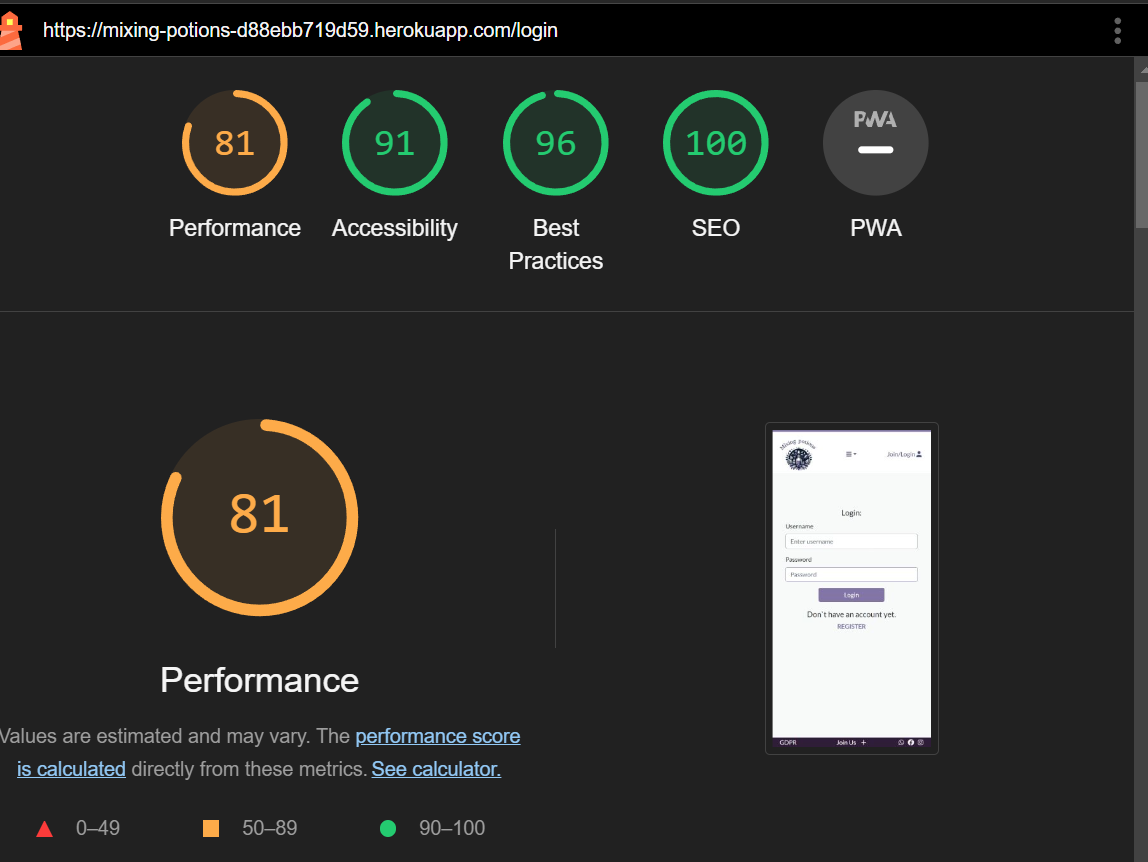 https://mixing-potions-d88ebb719d59.herokuapp.com/login
81
91
96
100
PWA
Performance
Accessibility
Best
Practices
SEO
PWA
81
Performance
Values are estimated and may vary. The performance score
is calculated directly from these metrics. See calculator.
0–49
50–89
90–100
Mixing potions
Join/Login
Login:
Username
Enter username
Password
Password
Login
Don´t have an account yet.
REGISTER
GDPR
Join Us +